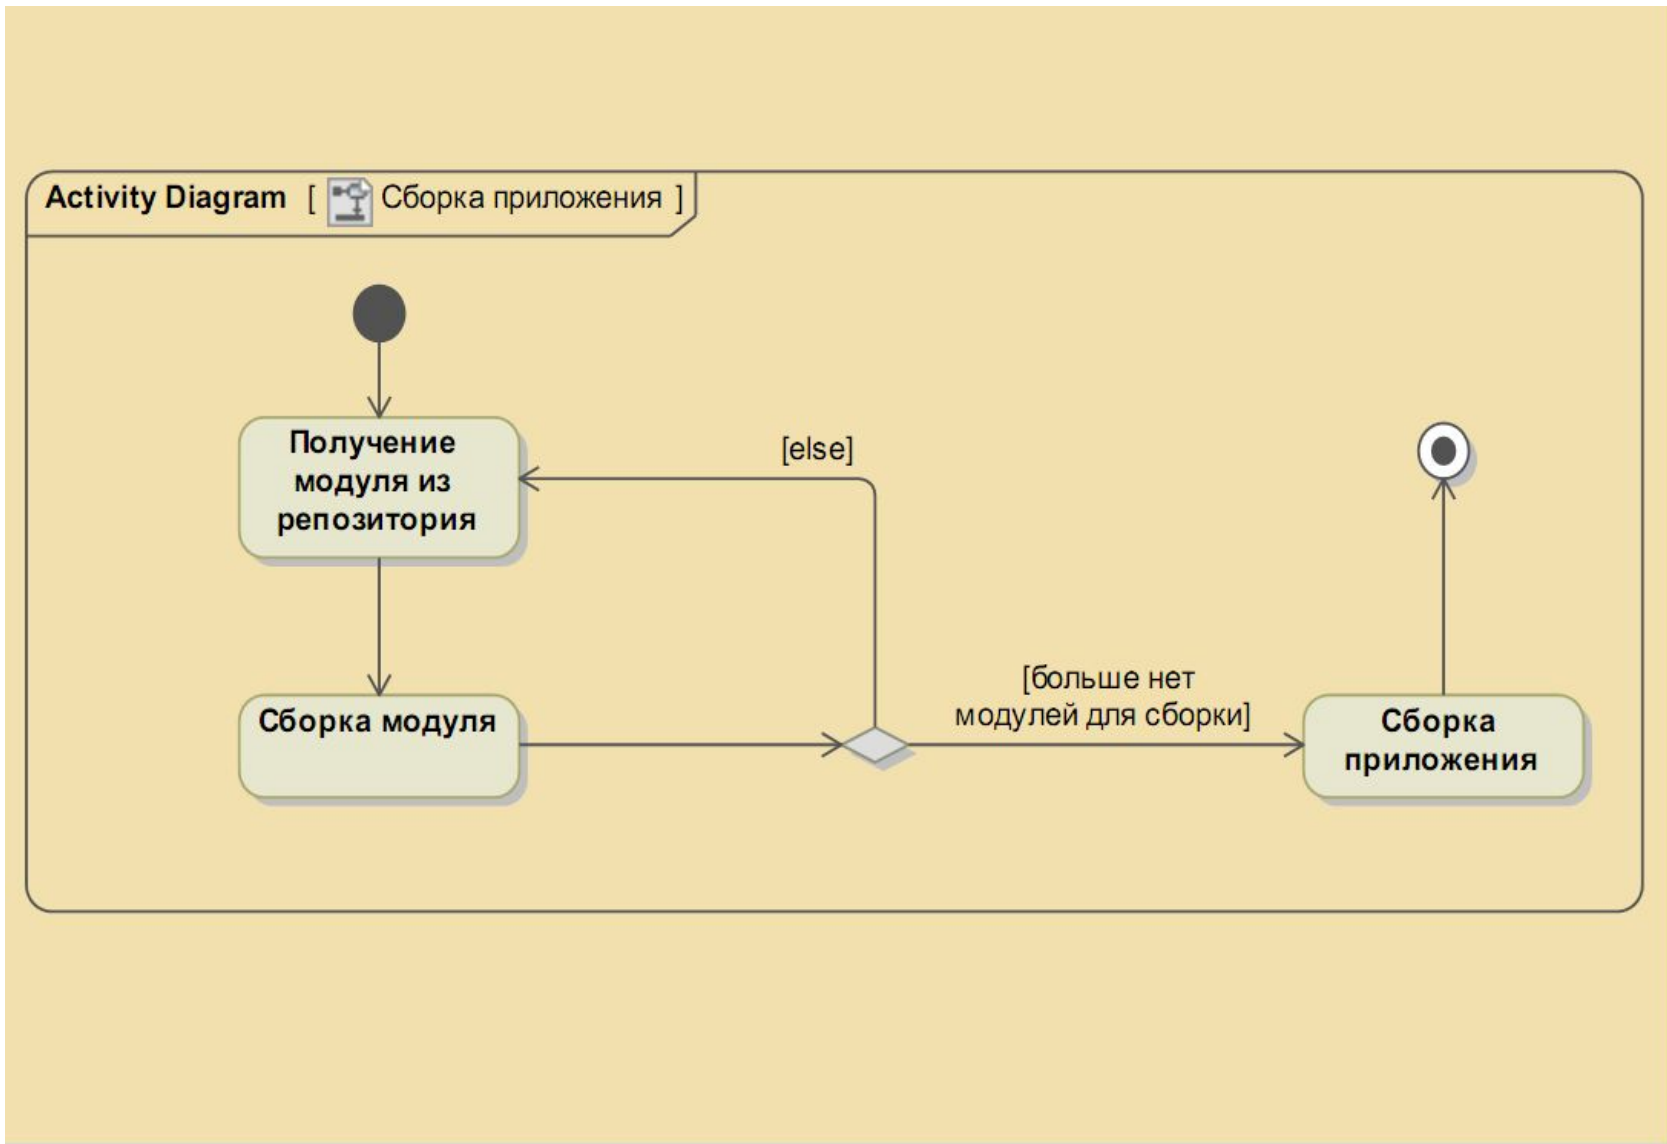 Activity Diagram [ Сборка приложения ]
Получение
модуля из
репозитория
[else]
Сборка модуля
[больше нет
модулей для сборки]
Сборка
приложения